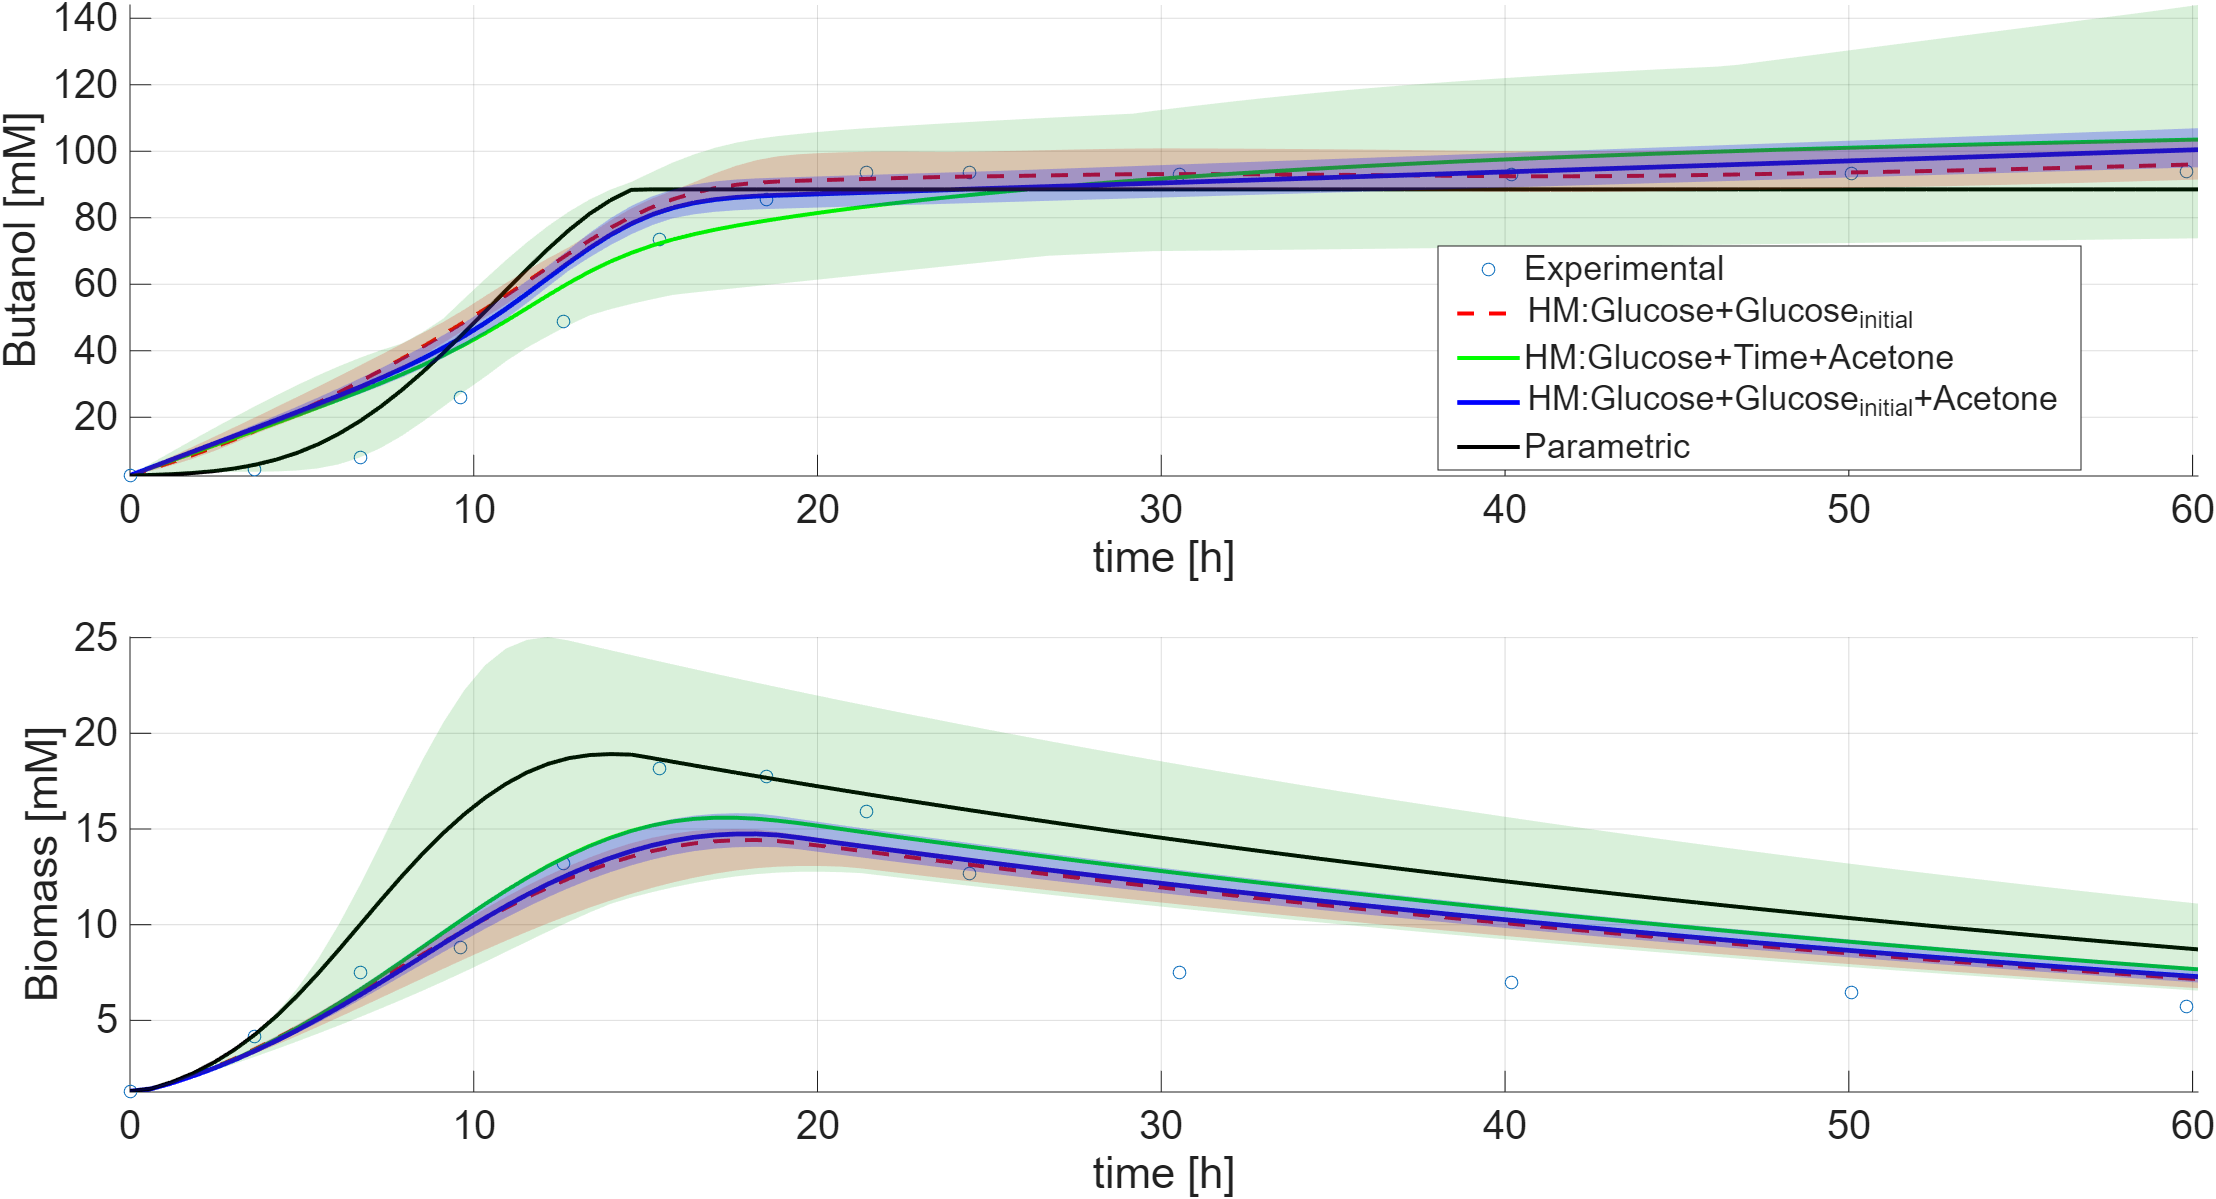 140
120
100
80
60
40
20
Butanol [mM]
0 10 20 30 40 50 60
time [h]
Experimental
HM:Glucose+Glucose_initial
HM:Glucose+Time+Acetone
HM:Glucose+Glucose_initial+Acetone
Parametric
25
20
15
10
5
Biomass [mM]
0 10 20 30 40 50 60
time [h]